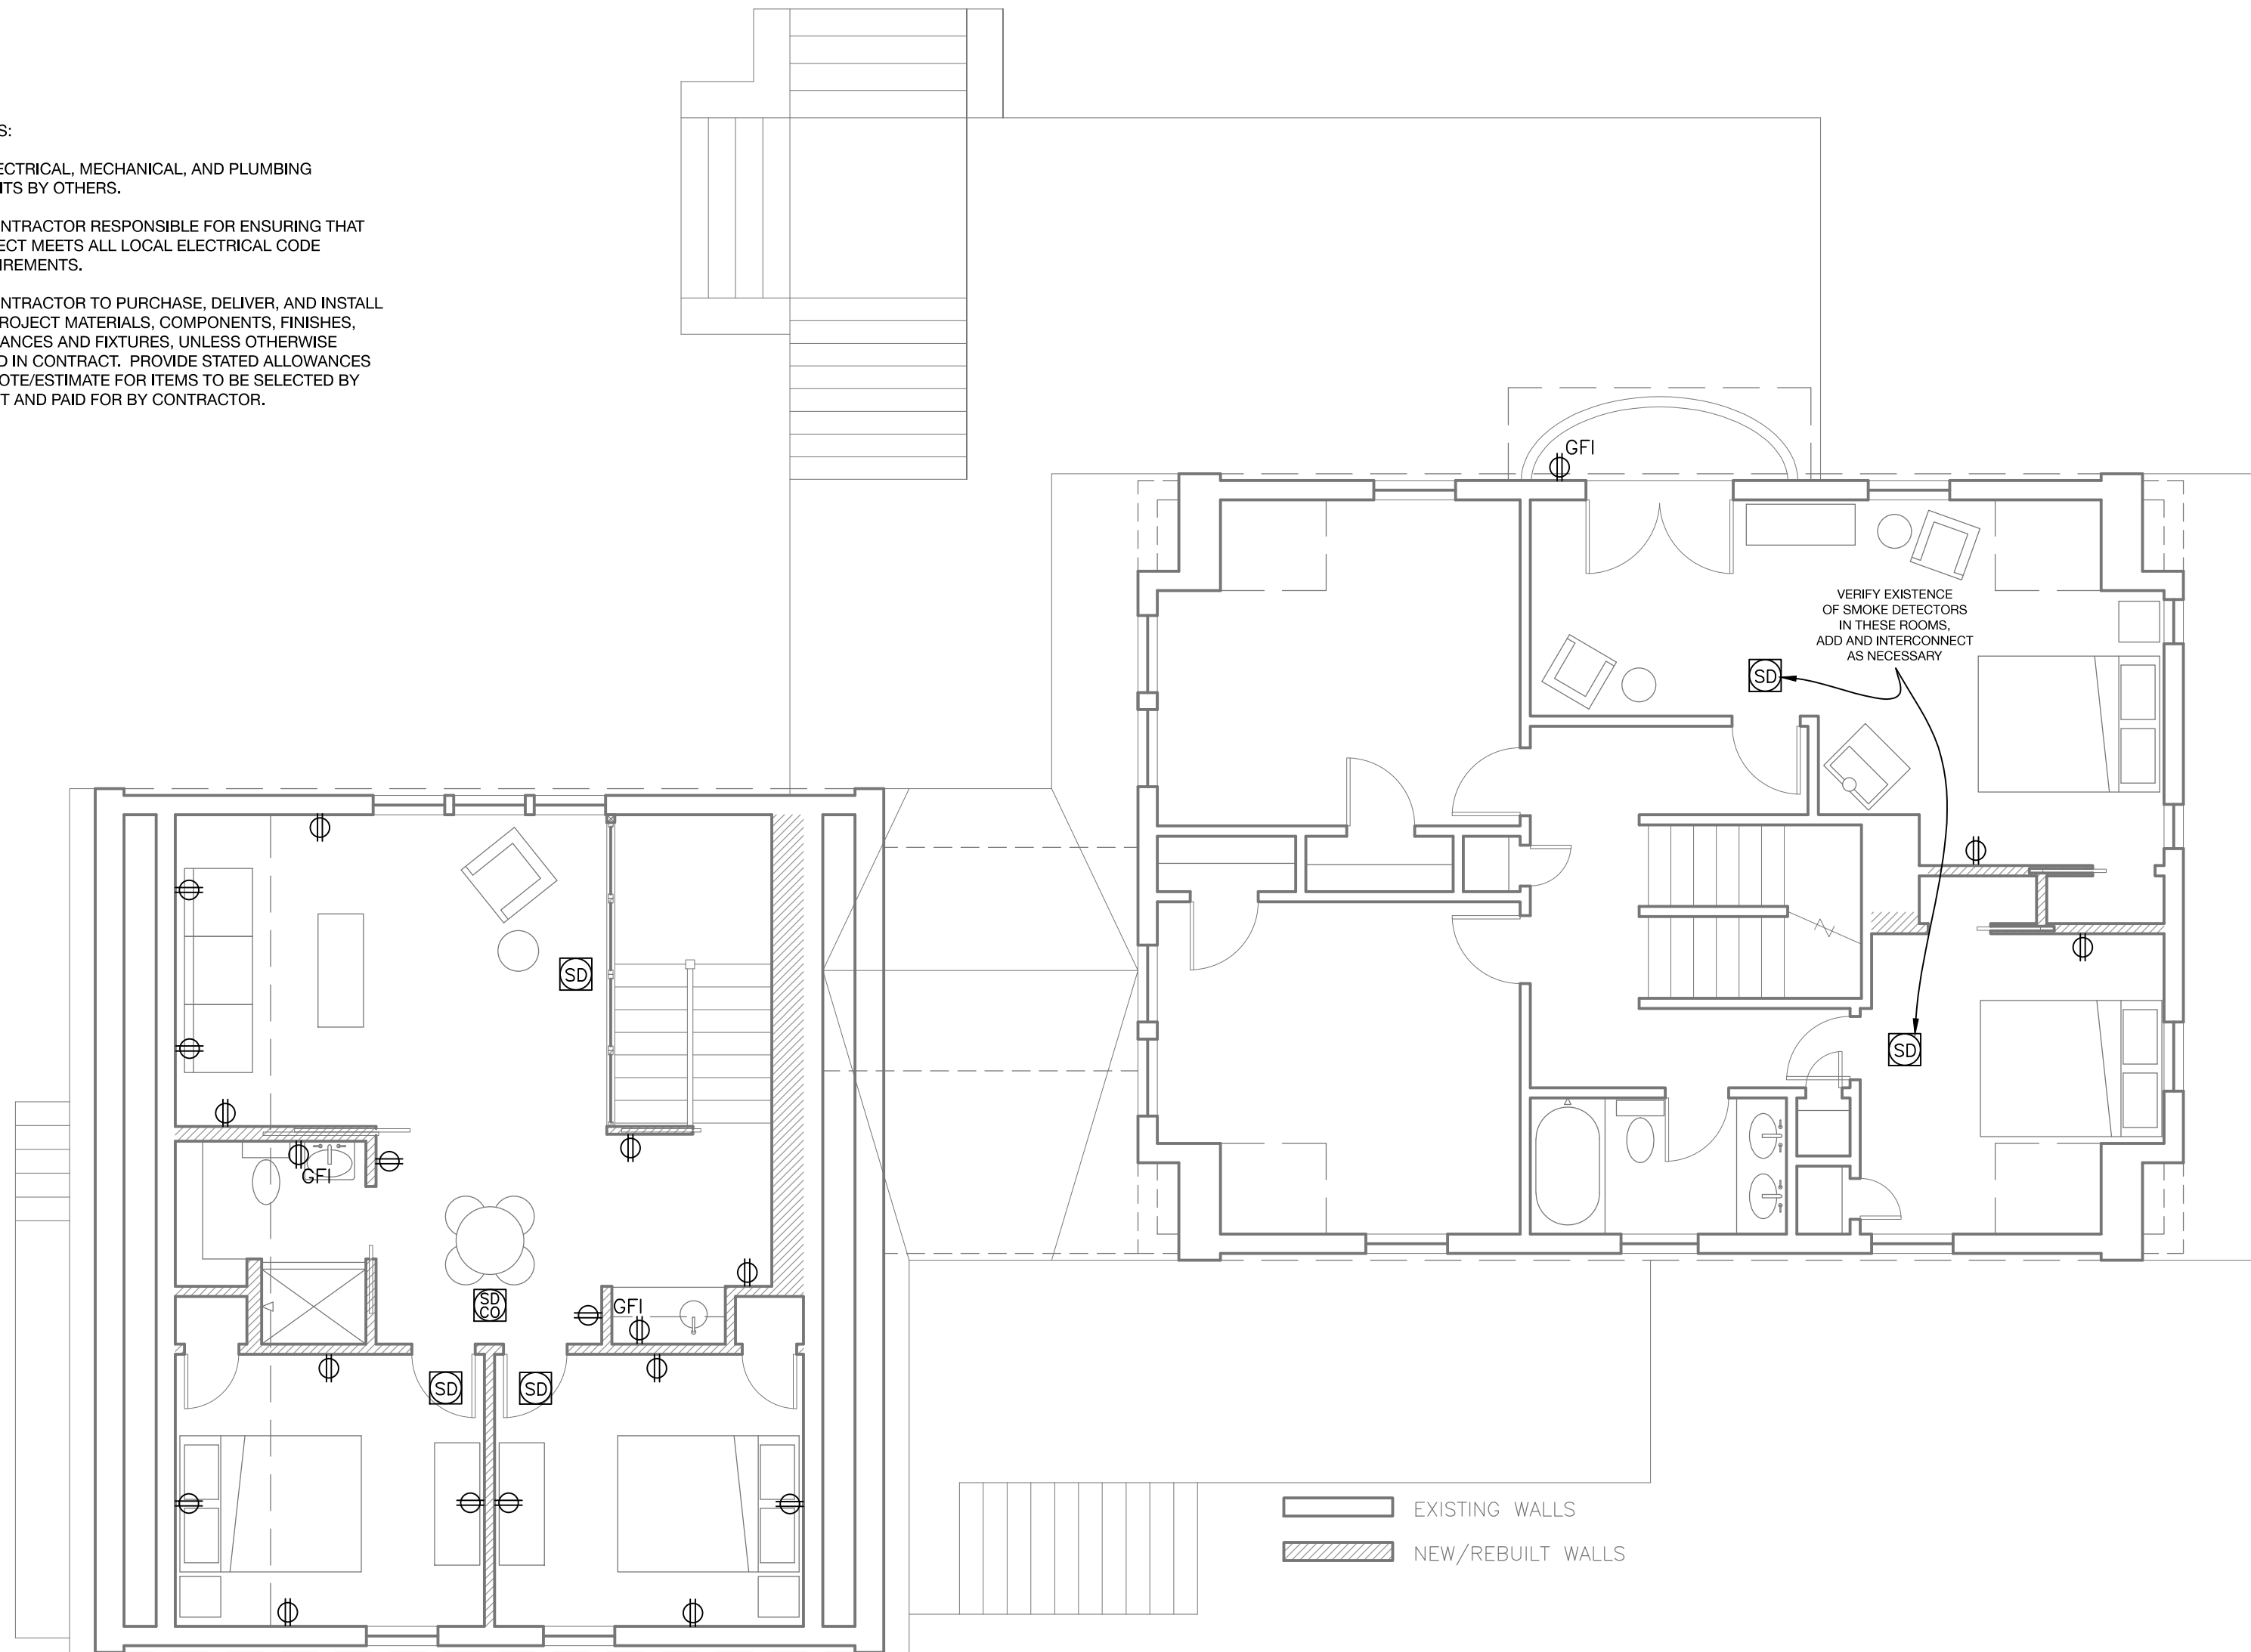 S:
ECTRICAL, MECHANICAL, AND PLUMBING
ITS BY OTHERS.
NTRACTOR RESPONSIBLE FOR ENSURING THAT
ECT MEETS ALL LOCAL ELECTRICAL CODE
IREMENTS.
NTRACTOR TO PURCHASE, DELIVER, AND INSTALL
ROJECT MATERIALS, COMPONENTS, FINISHES,
ANCES AND FIXTURES, UNLESS OTHERWISE
D IN CONTRACT. PROVIDE STATED ALLOWANCES
OTE/ESTIMATE FOR ITEMS TO BE SELECTED BY
T AND PAID FOR BY CONTRACTOR.
GFI
VERIFY EXISTENCE
OF SMOKE DETECTORS
IN THESE ROOMS,
ADD AND INTERCONNECT
AS NECESSARY
SD
SD
SD
GFI
SD
CO
GFI
SD
SD
EXISTING WALLS
NEW/REBUILT WALLS